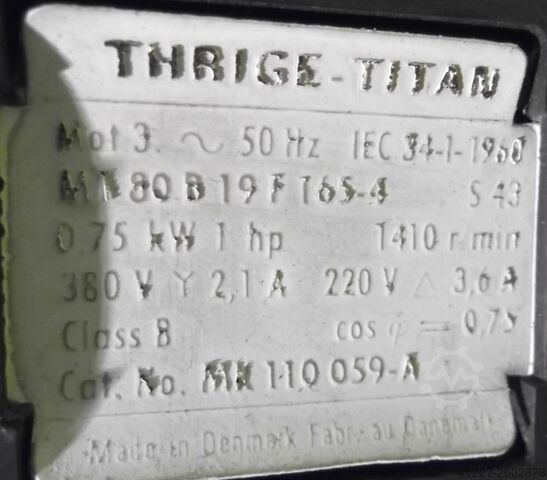 THRIGE-TITAN
Mot 3. ~ 50 Hz IEC 34-1-1960
MT 80 B 19 F 165-4 S 43
0,75 kW 1 hp 1410 r/min
380 V Y 2,1 A 220 V △ 3,6 A
Class B cos φ = 0,75
Cat. No. MK 110 059-A
Made in Denmark Fabr. au Danemark
41227-2602878